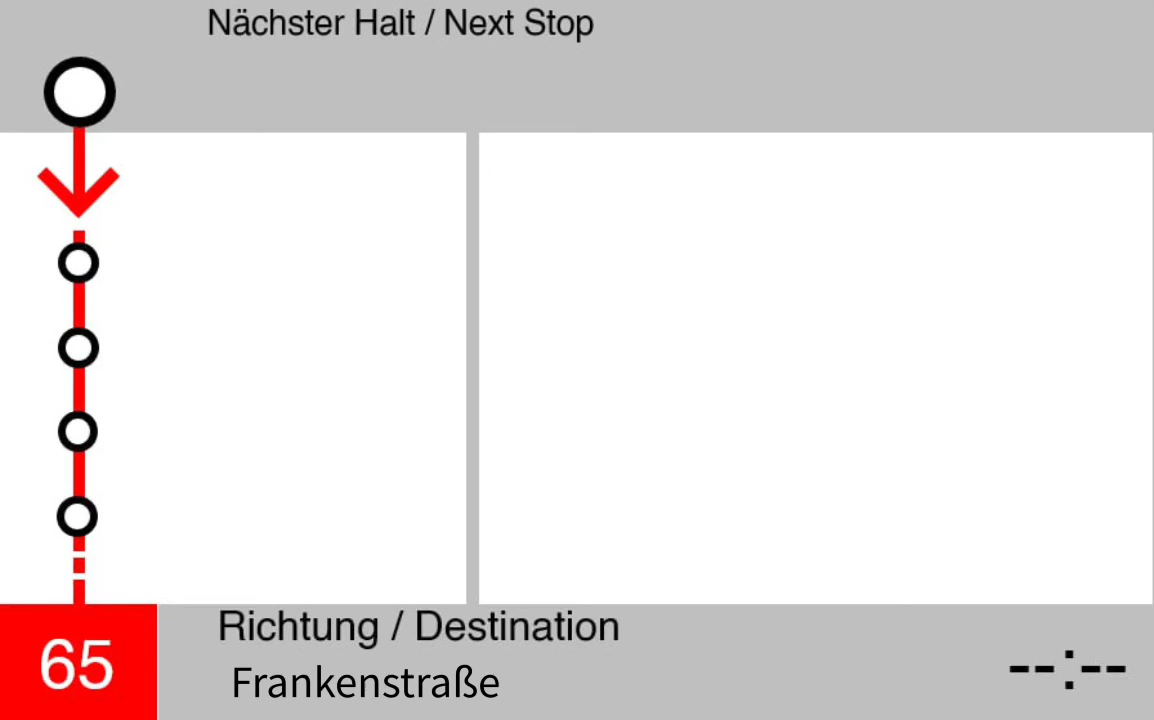 Nächster Halt / Next Stop
65
Richtung / Destination
Frankenstraße
--:--